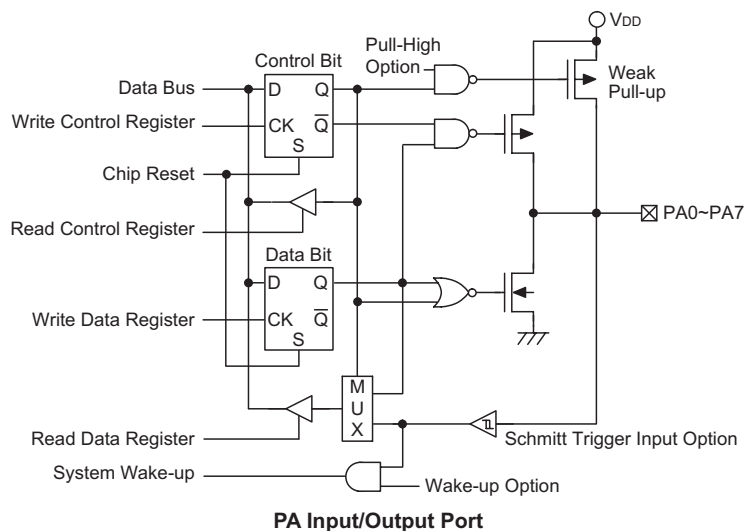 VDD
Control Bit
Pull-High
Option
Weak
Pull-up
Data Bus
D
Q
Write Control Register
CK
Q
S
Chip Reset
Read Control Register
PA0~PA7
Data Bit
D
Q
Write Data Register
CK
Q
S
M
U
X
Read Data Register
Schmitt Trigger Input Option
System Wake-up
Wake-up Option
PA Input/Output Port